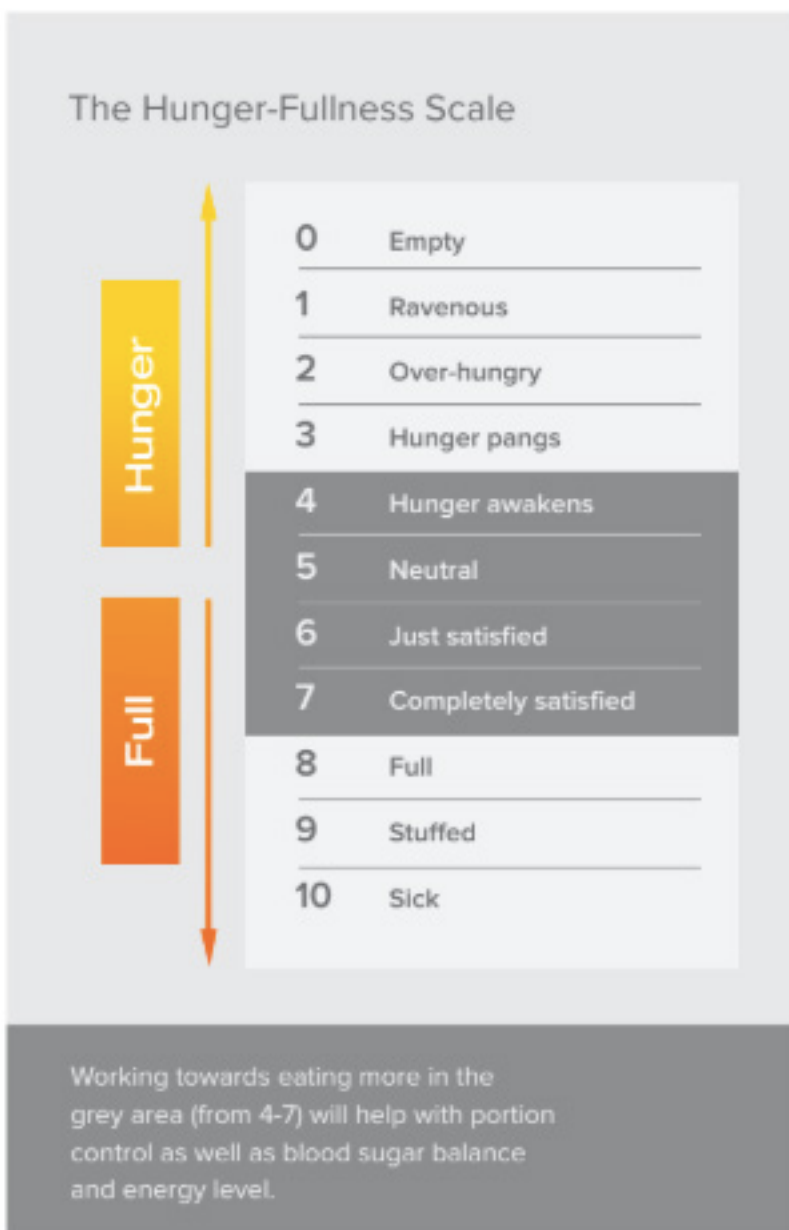 The Hunger-Fullness Scale
Hunger
Full
0 Empty
1 Ravenous
2 Over-hungry
3 Hunger pangs
4 Hunger awakens
5 Neutral
6 Just satisfied
7 Completely satisfied
8 Full
9 Stuffed
10 Sick
Working towards eating more in the
grey area (from 4-7) will help with portion
control as well as blood sugar balance
and energy level.